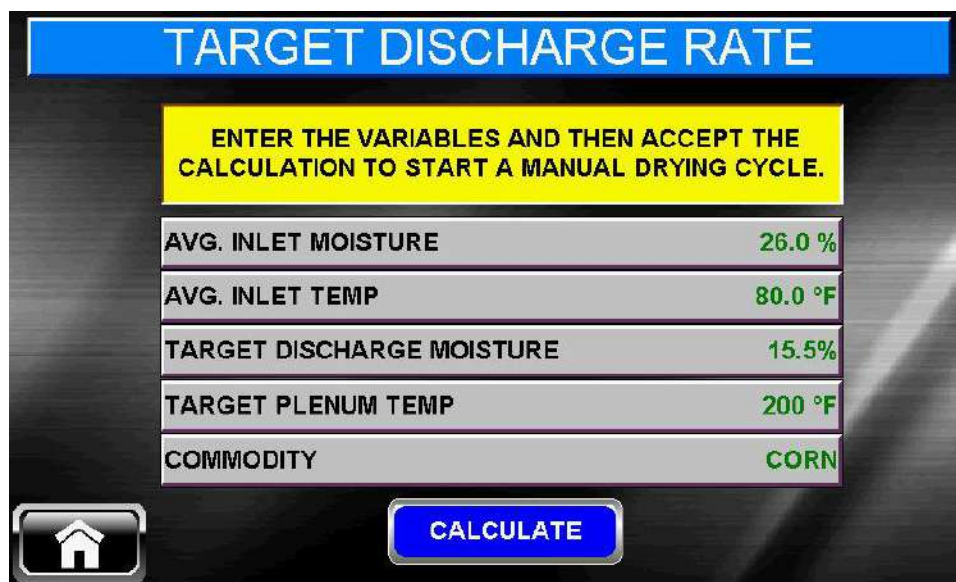 TARGET DISCHARGE RATE
ENTER THE VARIABLES AND THEN ACCEPT THE
CALCULATION TO START A MANUAL DRYING CYCLE.
AVG. INLET MOISTURE 26.0 %
AVG. INLET TEMP 80.0 °F
TARGET DISCHARGE MOISTURE 15.5%
TARGET PLENUM TEMP 200 °F
COMMODITY CORN
CALCULATE